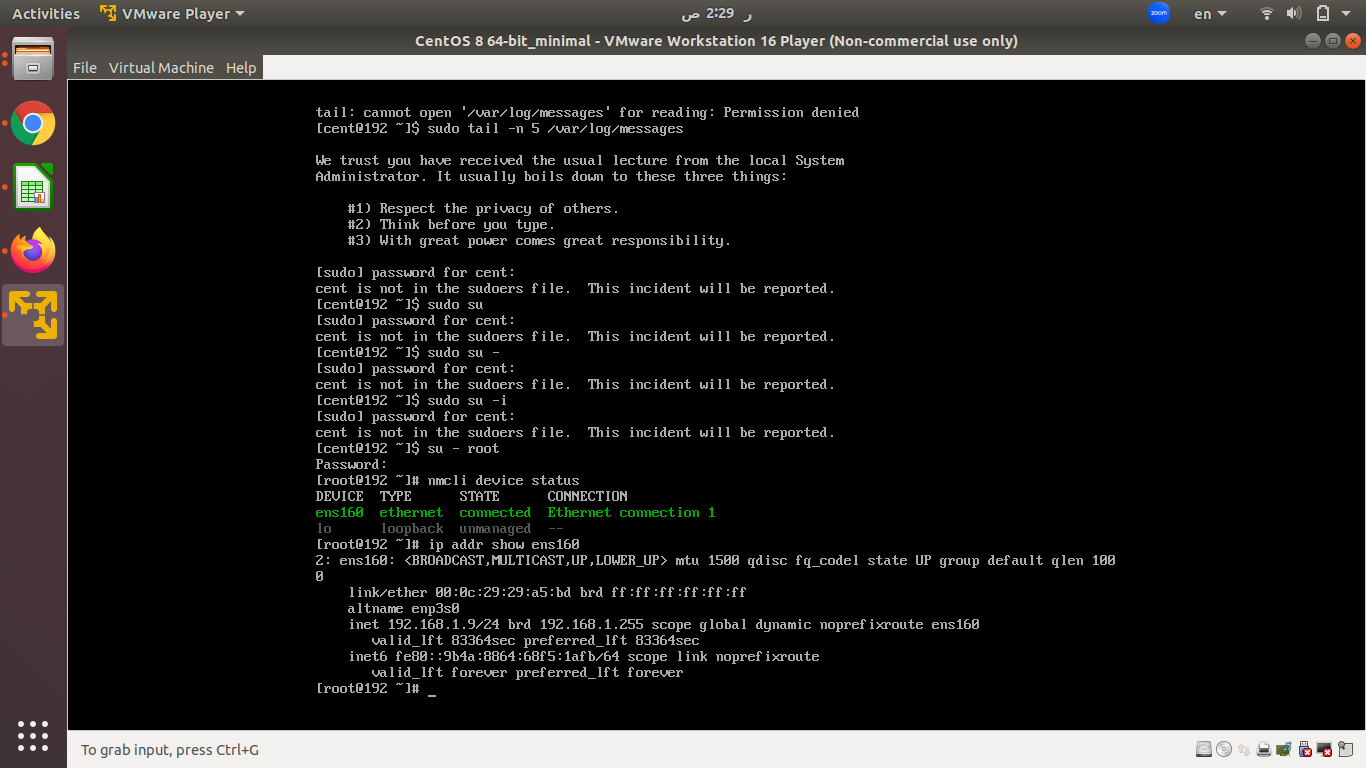 Activities
VMware Player
ر 2:29 ص
zoom
en
CentOS 8 64-bit_minimal - VMware Workstation 16 Player (Non-commercial use only)
File Virtual Machine Help
tail: cannot open '/var/log/messages' for reading: Permission denied
[cent@192 ~]$ sudo tail -n 5 /var/log/messages
We trust you have received the usual lecture from the local System
Administrator. It usually boils down to these three things:
#1) Respect the privacy of others.
#2) Think before you type.
#3) With great power comes great responsibility.
[sudo] password for cent:
cent is not in the sudoers file.  This incident will be reported.
[cent@192 ~]$ sudo su
[sudo] password for cent:
cent is not in the sudoers file.  This incident will be reported.
[cent@192 ~]$ sudo su -
[sudo] password for cent:
cent is not in the sudoers file.  This incident will be reported.
[cent@192 ~]$ sudo su -i
[sudo] password for cent:
cent is not in the sudoers file.  This incident will be reported.
[cent@192 ~]$ su - root
Password:
[root@192 ~]# nmcli device status
DEVICE  TYPE      STATE      CONNECTION
ens160  ethernet  connected  Ethernet connection 1
lo      loopback  unmanaged  --
[root@192 ~]# ip addr show ens160
2: ens160: <BROADCAST,MULTICAST,UP,LOWER_UP> mtu 1500 qdisc fq_codel state UP group default qlen 100
0
link/ether 00:0c:29:29:a5:bd brd ff:ff:ff:ff:ff:ff
altname enp3s0
inet 192.168.1.9/24 brd 192.168.1.255 scope global dynamic noprefixroute ens160
valid_lft 83364sec preferred_lft 83364sec
inet6 fe80::9b4a:8864:68f5:1afb/64 scope link noprefixroute
valid_lft forever preferred_lft forever
[root@192 ~]# _
To grab input, press Ctrl+G